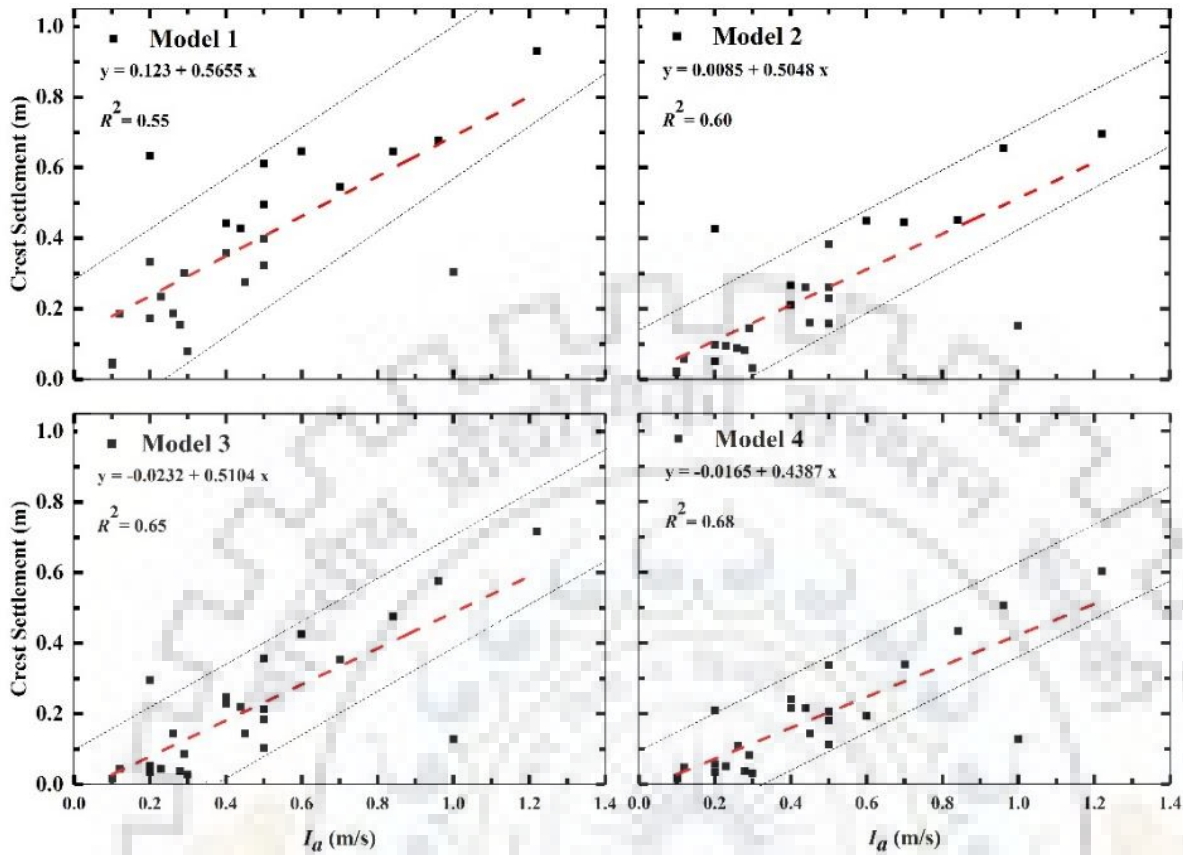 Model 1
y = 0.123 + 0.5655 x
R² = 0.55
Crest Settlement (m)
1.0
0.8
0.6
0.4
0.2
0.0
Model 2
y = 0.0085 + 0.5048 x
R² = 0.60
Model 3
y = -0.0232 + 0.5104 x
R² = 0.65
Crest Settlement (m)
1.0
0.8
0.6
0.4
0.2
0.0
0.0 0.2 0.4 0.6 0.8 1.0 1.2 1.4
Iₐ (m/s)
Model 4
y = -0.0165 + 0.4387 x
R² = 0.68
0.0 0.2 0.4 0.6 0.8 1.0 1.2 1.4
Iₐ (m/s)